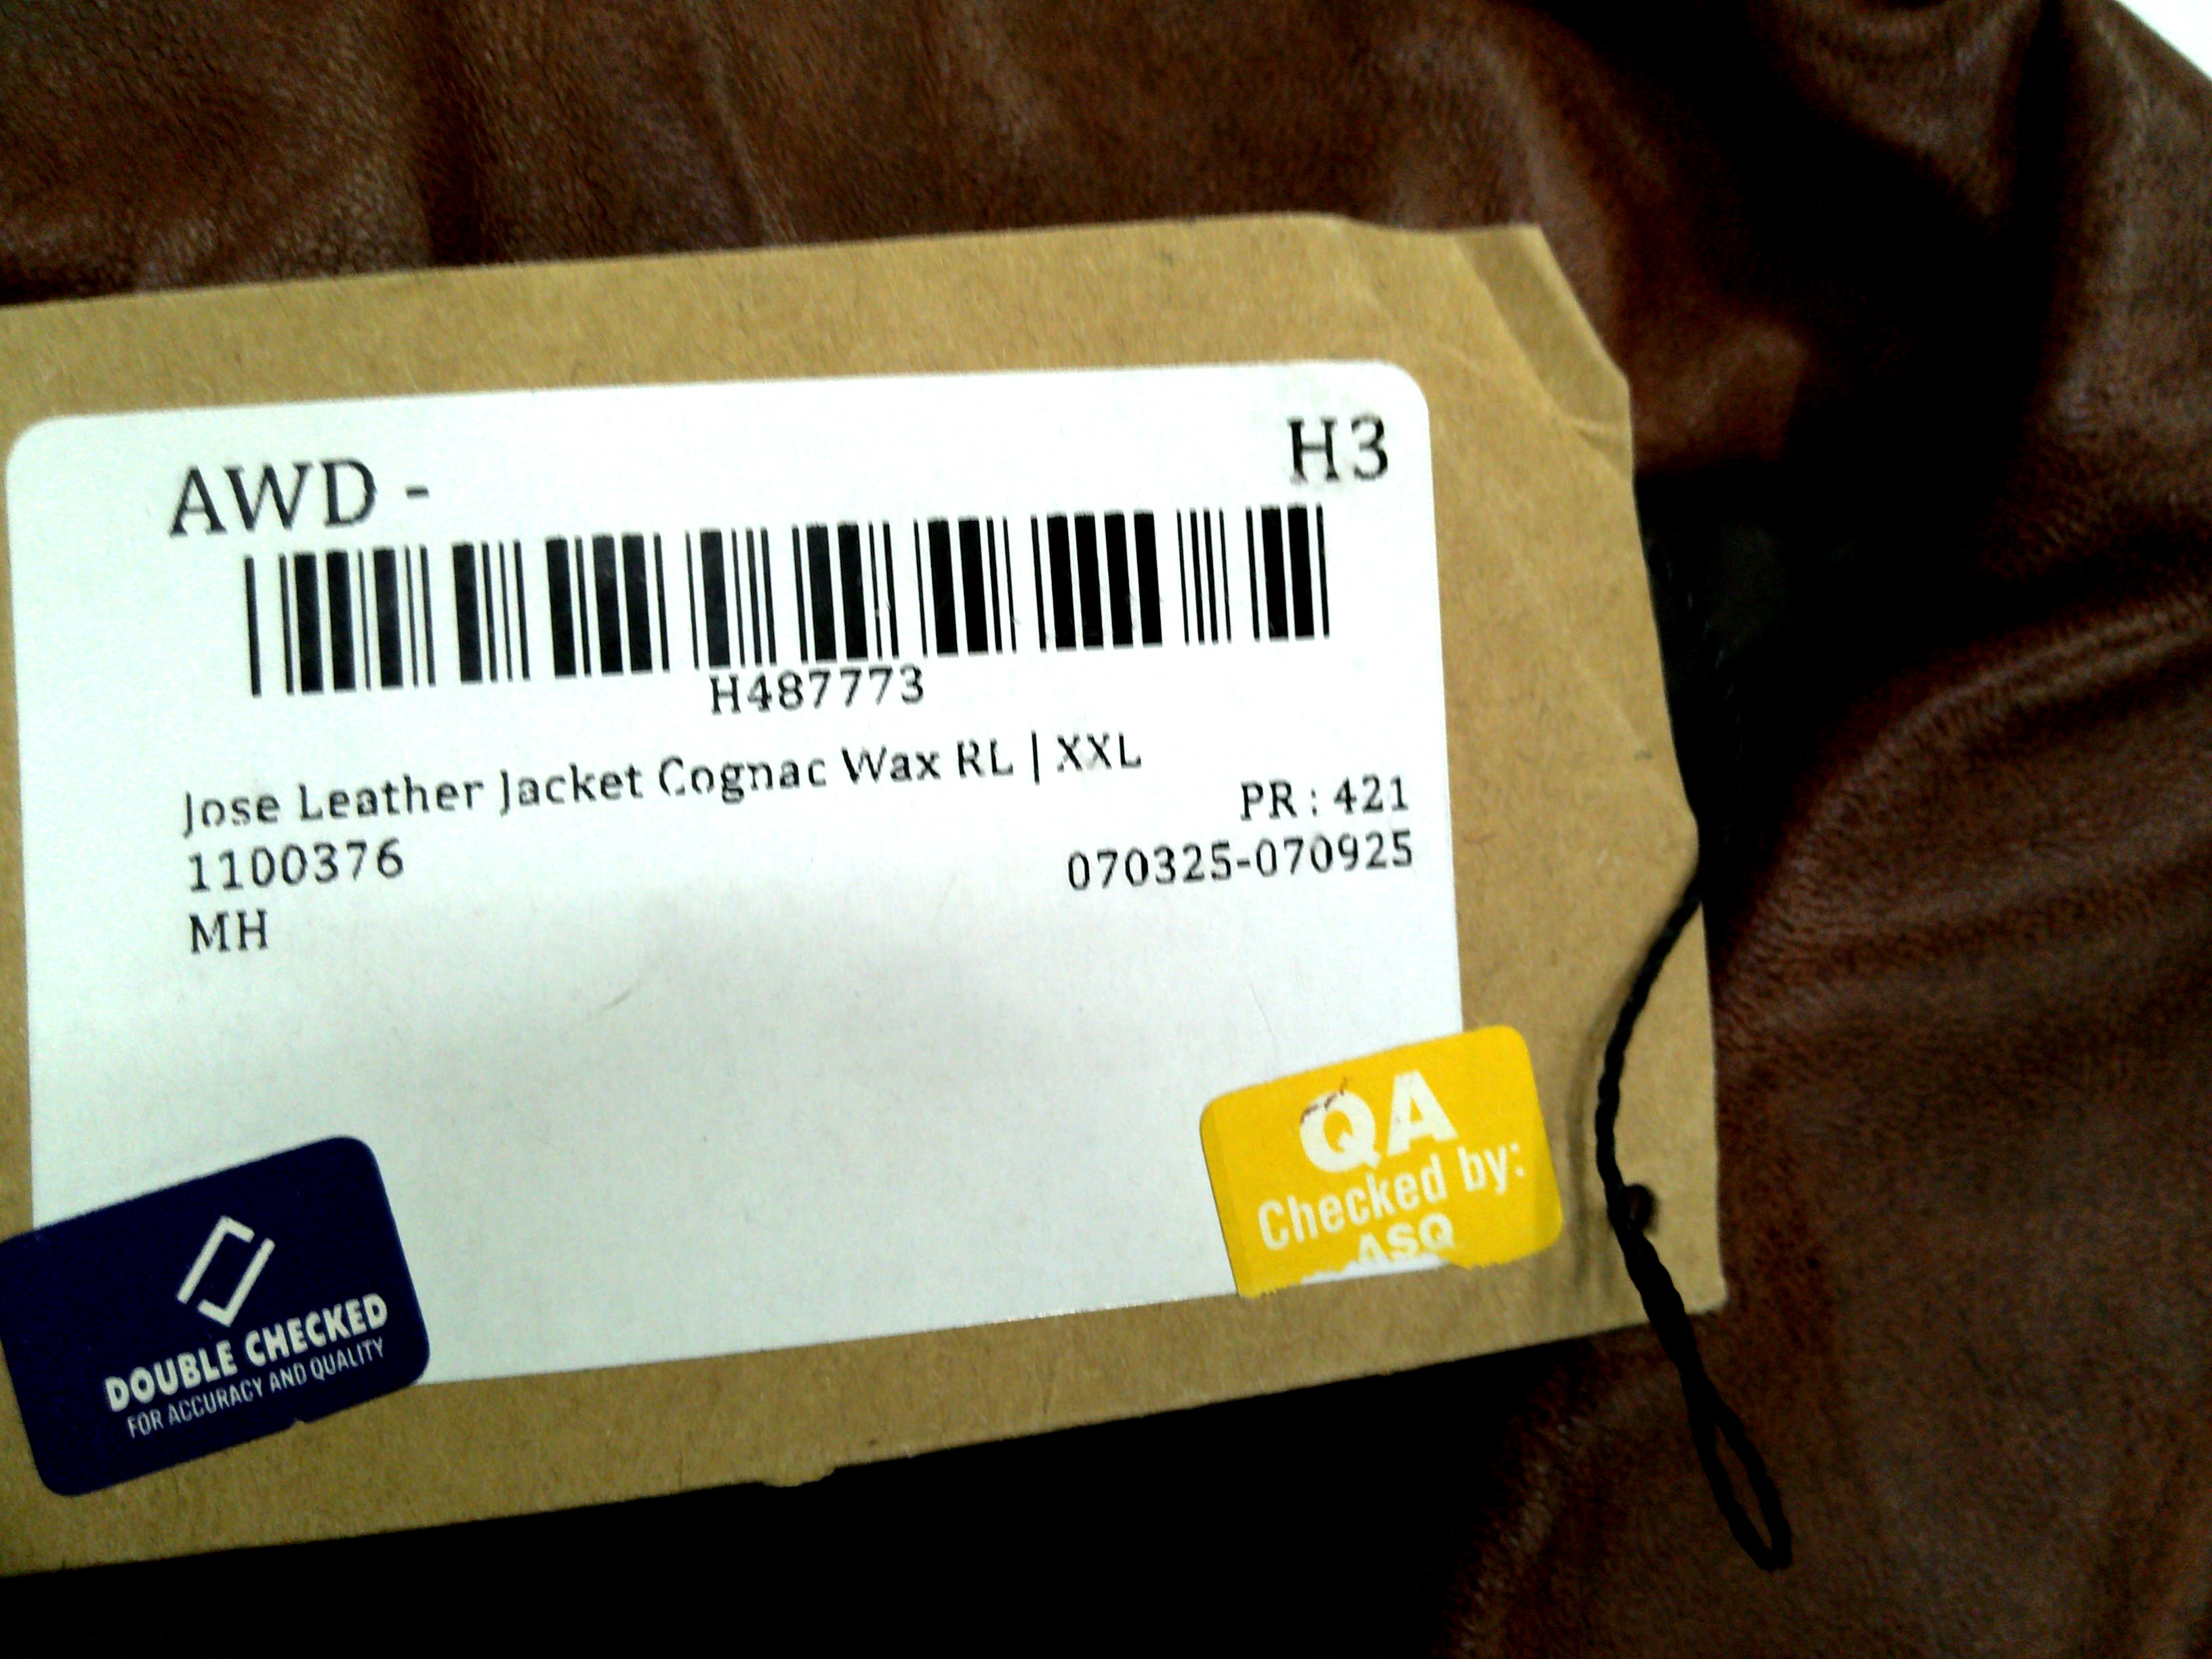 AWD - H3
H487773
Jose Leather Jacket Cognac Wax RL | XXL
PR : 421
1100376 070325-070925
MH
QA
Checked by:
ASQ
DOUBLE CHECKED
FOR ACCURACY AND QUALITY